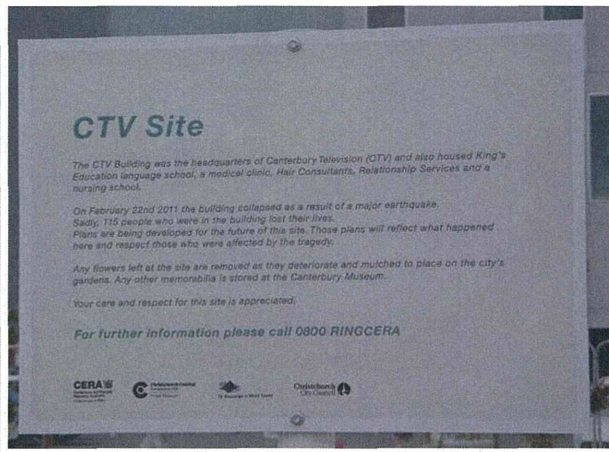 CTV Site
The CTV Building was the headquarters of Canterbury Television (CTV) and also housed King's
Education language school, a medical clinic, Hair Consultants, Relationship Services and a
nursing school.
On February 22nd 2011 the building collapsed as a result of a major earthquake.
Sadly, 115 people who were in the building lost their lives.
Plans are being developed for the future of this site. Those plans will reflect what happened
here and respect those who were affected by the tragedy.
Any flowers left at the site are removed as they deteriorate and mulched to place on the city's
gardens. Any other memorabilia is stored at the Canterbury Museum.
Your care and respect for this site is appreciated.
For further information please call 0800 RINGCERA
CERA
Christchurch
City Council